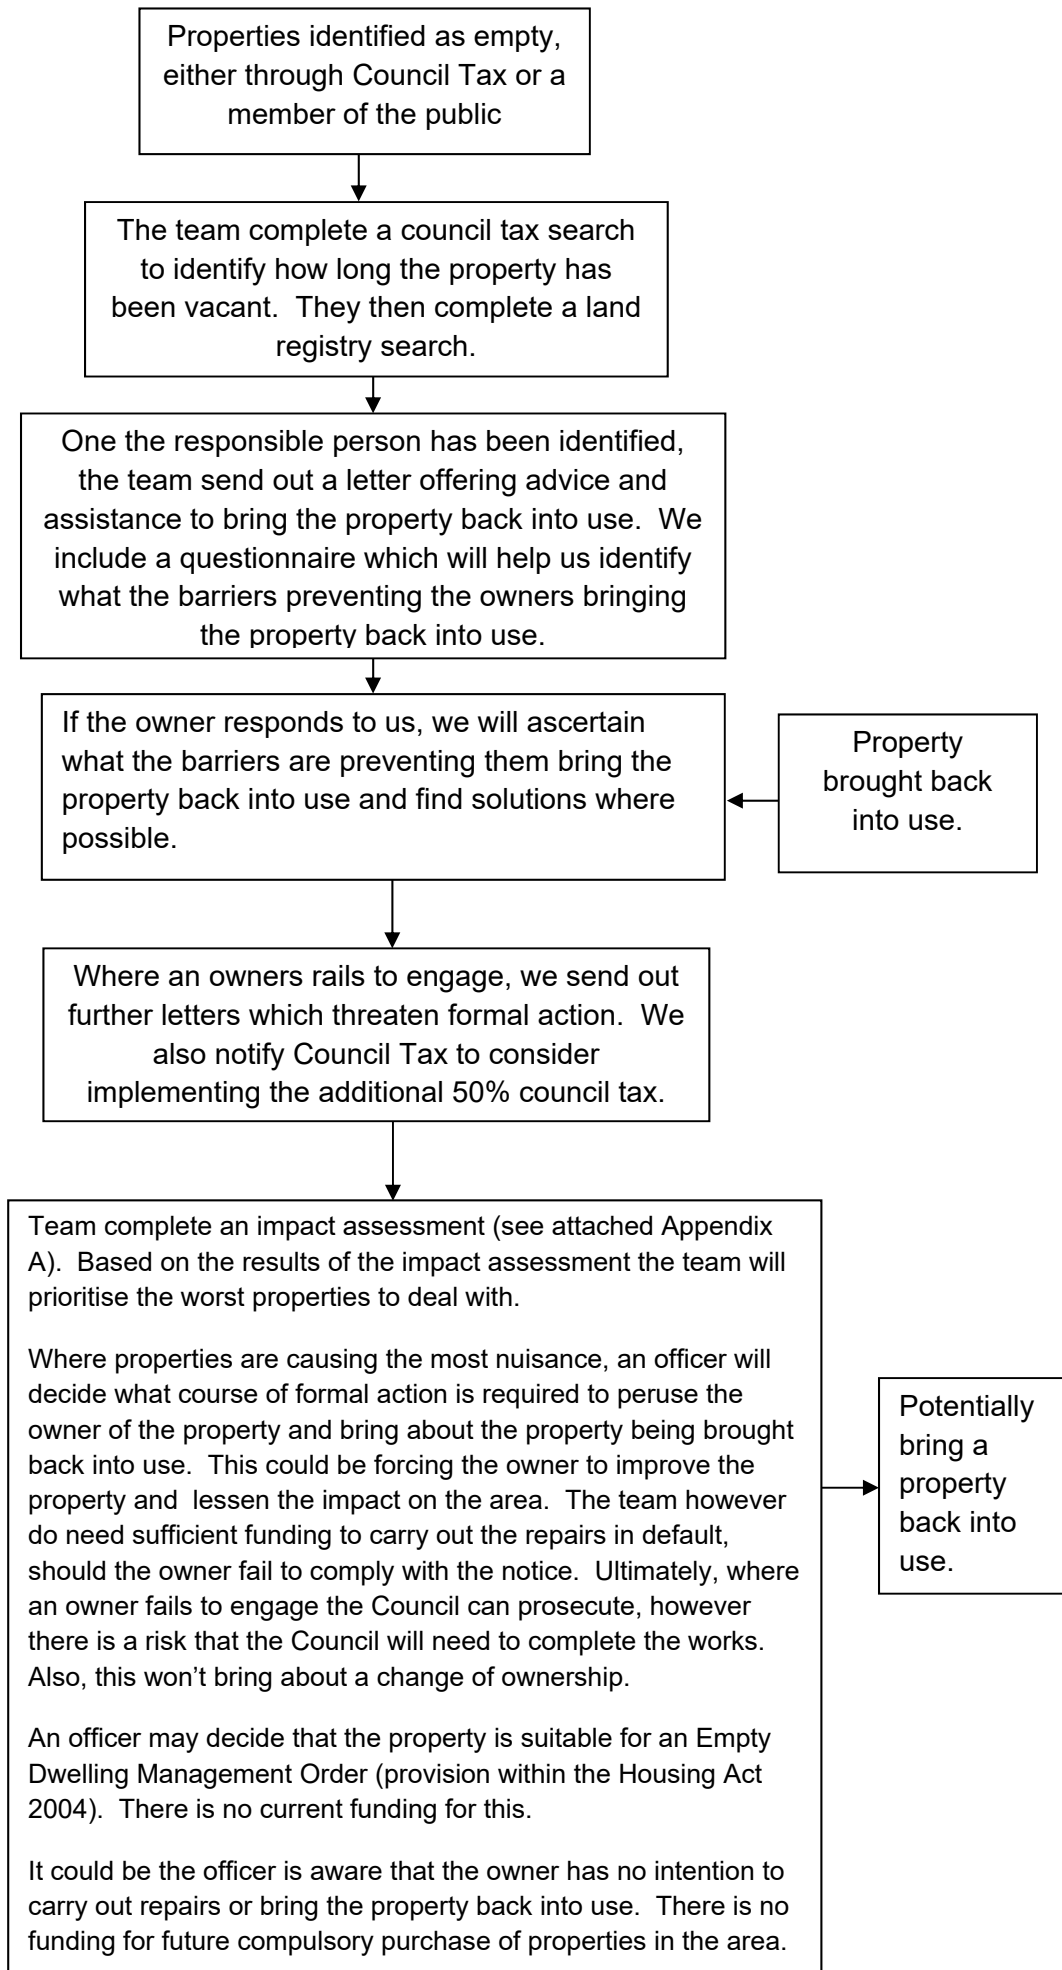 Properties identified as empty,
either through Council Tax or a
member of the public
The team complete a council tax search
to identify how long the property has
been vacant.  They then complete a land
registry search.
One the responsible person has been identified,
the team send out a letter offering advice and
assistance to bring the property back into use.  We
include a questionnaire which will help us identify
what the barriers preventing the owners bringing
the property back into use.
If the owner responds to us, we will ascertain
what the barriers are preventing them bring the
property back into use and find solutions where
possible.
Property
brought back
into use.
Where an owners rails to engage, we send out
further letters which threaten formal action.  We
also notify Council Tax to consider
implementing the additional 50% council tax.
Team complete an impact assessment (see attached Appendix
A).  Based on the results of the impact assessment the team will
prioritise the worst properties to deal with.
Where properties are causing the most nuisance, an officer will
decide what course of formal action is required to peruse the
owner of the property and bring about the property being brought
back into use.  This could be forcing the owner to improve the
property and  lessen the impact on the area.  The team however
do need sufficient funding to carry out the repairs in default,
should the owner fail to comply with the notice.  Ultimately, where
an owner fails to engage the Council can prosecute, however
there is a risk that the Council will need to complete the works.
Also, this won’t bring about a change of ownership.
An officer may decide that the property is suitable for an Empty
Dwelling Management Order (provision within the Housing Act
2004).  There is no current funding for this.
It could be the officer is aware that the owner has no intention to
carry out repairs or bring the property back into use.  There is no
funding for future compulsory purchase of properties in the area.
Potentially
bring a
property
back into
use.